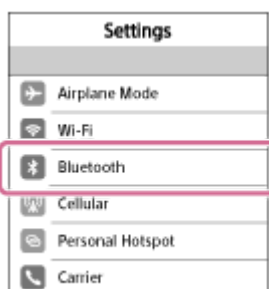 Settings
Airplane Mode
Wi-Fi
Bluetooth
Cellular
Personal Hotspot
Carrier